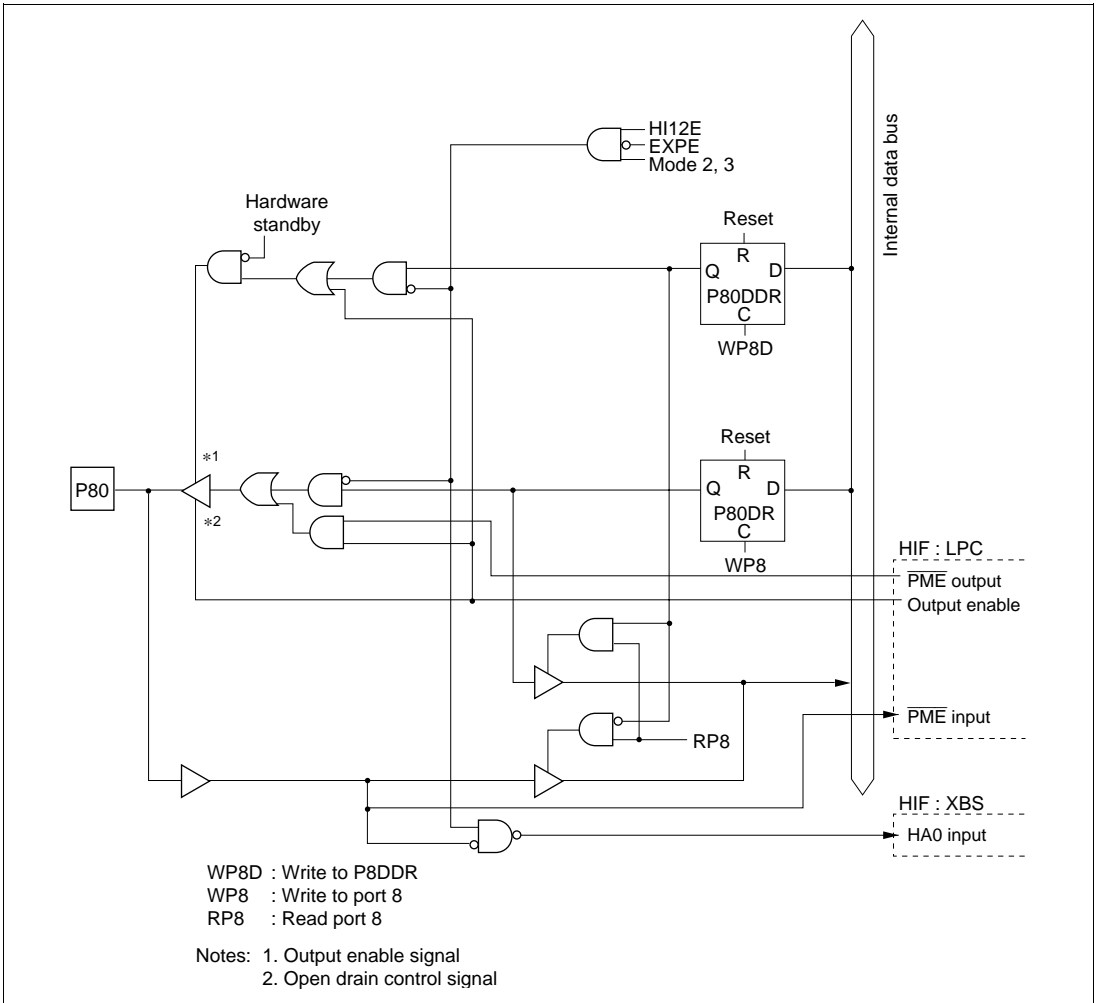 HI12E
EXPE
Mode 2, 3
Internal data bus
Hardware
standby
Reset
R
Q D
P80DDR
C
WP8D
Reset
R
Q D
P80DR
C
WP8
*1
P80
*2
HIF : LPC
PME output
Output enable
PME input
RP8
HIF : XBS
HA0 input
WP8D : Write to P8DDR
WP8 : Write to port 8
RP8 : Read port 8
Notes: 1. Output enable signal
2. Open drain control signal